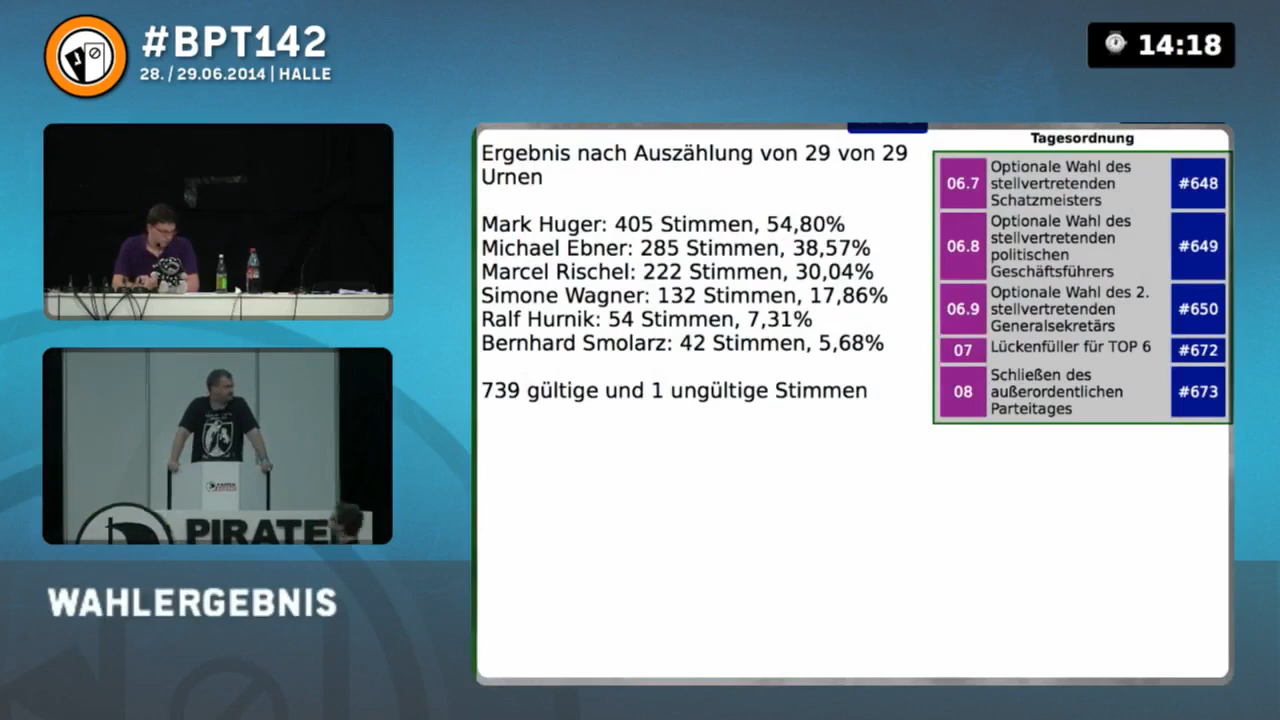 #BPT142
28. / 29.06.2014 | HALLE
14:18
Ergebnis nach Auszählung von 29 von 29
Urnen
Mark Huger: 405 Stimmen, 54,80%
Michael Ebner: 285 Stimmen, 38,57%
Marcel Rischel: 222 Stimmen, 30,04%
Simone Wagner: 132 Stimmen, 17,86%
Ralf Hurnik: 54 Stimmen, 7,31%
Bernhard Smolarz: 42 Stimmen, 5,68%
739 gültige und 1 ungültige Stimmen
Tagesordnung
06.7 Optionale Wahl des #648
stellvertretenden
Schatzmeisters
06.8 Optionale Wahl des #649
stellvertretenden
politischen
Geschäftsführers
06.9 Optionale Wahl des 2. #650
stellvertretenden
Generalsekretärs
07 Lückenfüller für TOP 6 #672
08 Schließen des #673
außerordentlichen
Parteitages
PIRATE
WAHLERGEBNIS